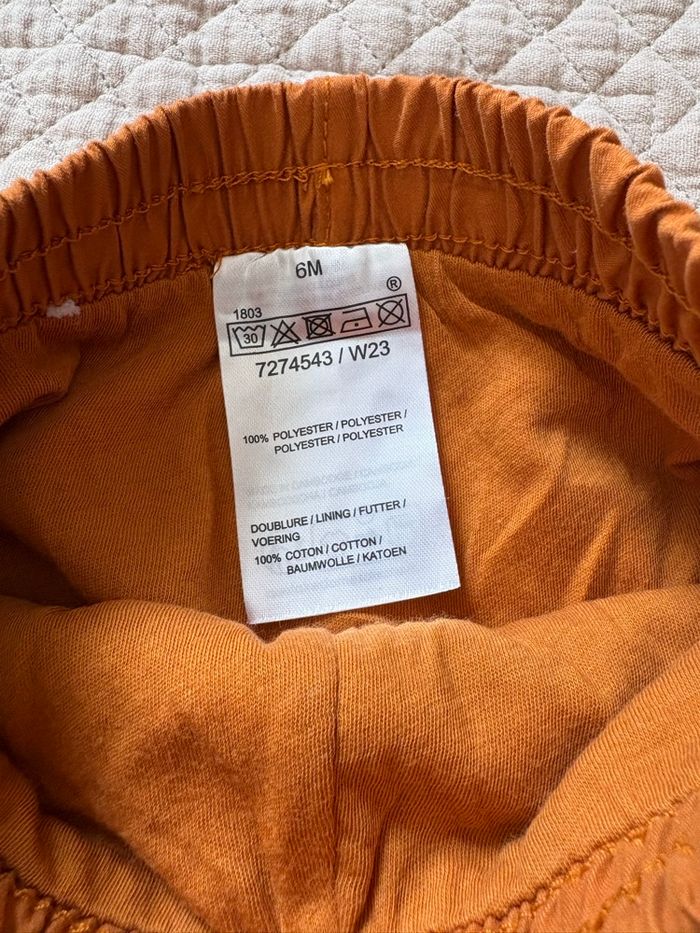 6M
®
1803
30
7274543 / W23
100% POLYESTER / POLYESTER /
POLYESTER / POLYESTER
DOUBLURE / LINING / FUTTER /
VOERING
100% COTON / COTTON /
BAUMWOLLE / KATOEN